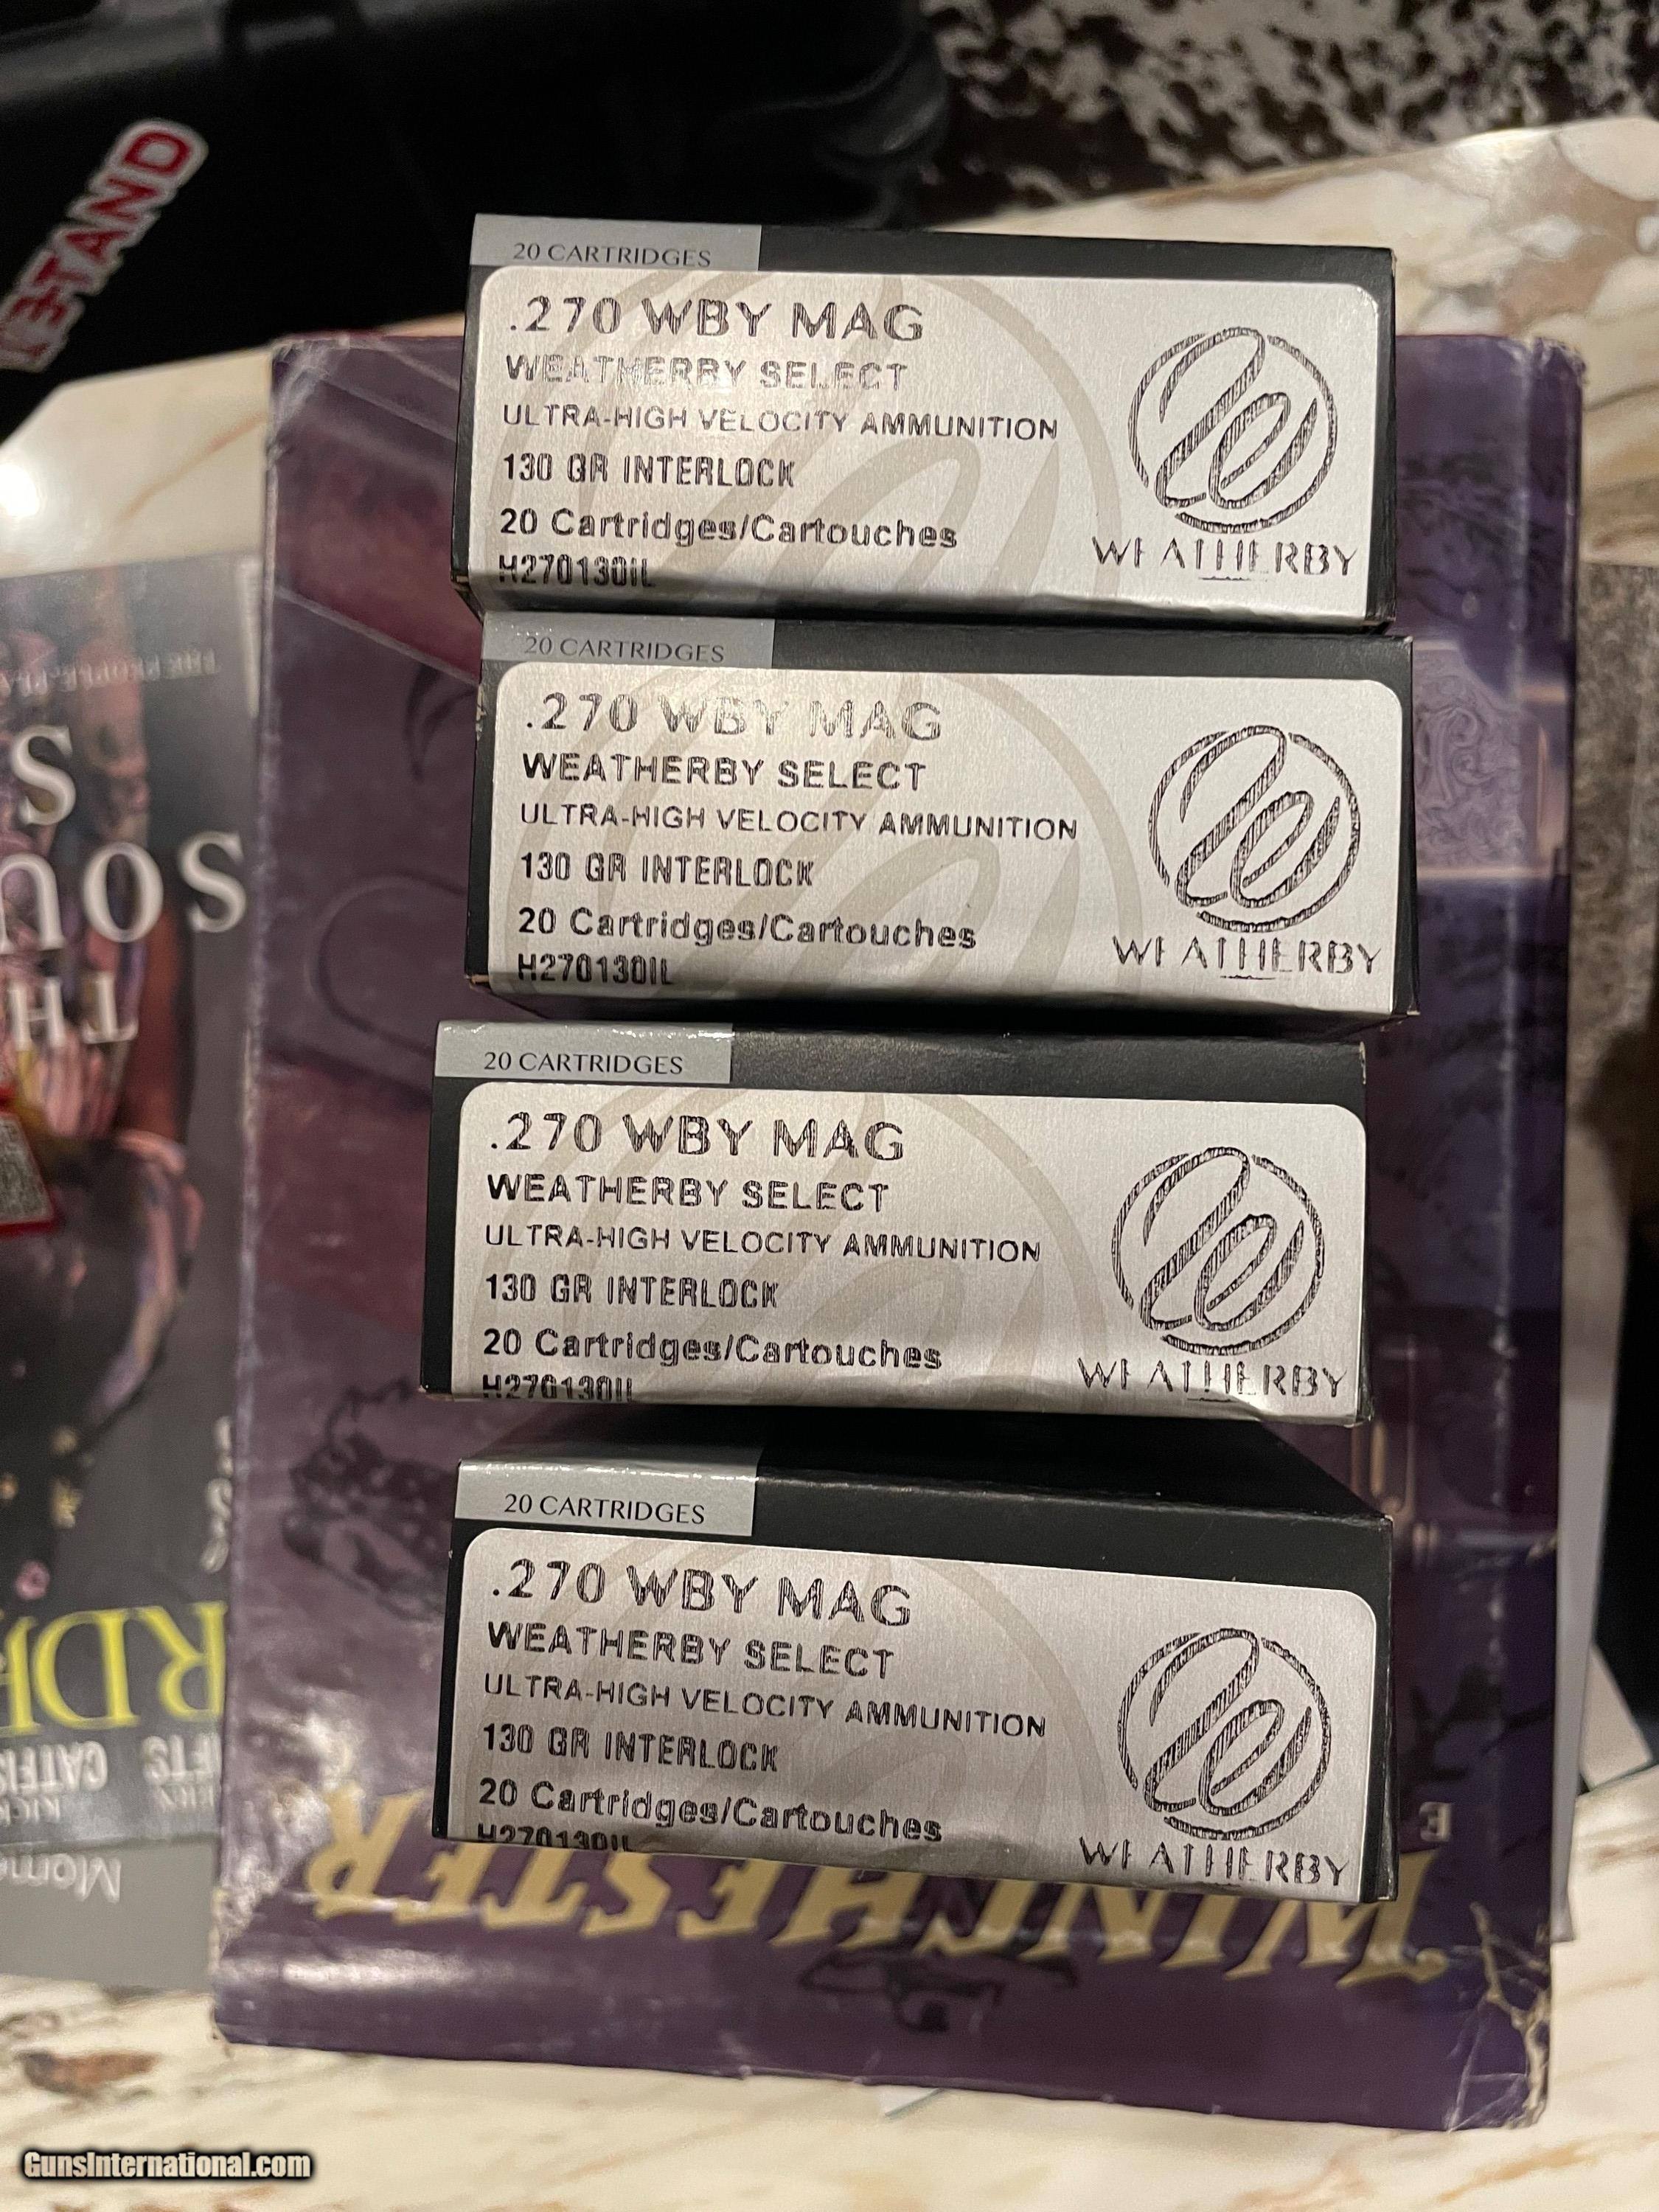 20 CARTRIDGES
.270 WBY MAG
WEATHERBY SELECT
ULTRA-HIGH VELOCITY AMMUNITION
130 GR INTERLOCK
20 Cartridges/Cartouches
H270130IL
WEATHERBY
20 CARTRIDGES
.270 WBY MAG
WEATHERBY SELECT
ULTRA-HIGH VELOCITY AMMUNITION
130 GR INTERLOCK
20 Cartridges/Cartouches
H270130IL
WEATHERBY
20 CARTRIDGES
.270 WBY MAG
WEATHERBY SELECT
ULTRA-HIGH VELOCITY AMMUNITION
130 GR INTERLOCK
20 Cartridges/Cartouches
H270130IL
WEATHERBY
20 CARTRIDGES
.270 WBY MAG
WEATHERBY SELECT
ULTRA-HIGH VELOCITY AMMUNITION
130 GR INTERLOCK
20 Cartridges/Cartouches
H270130IL
WEATHERBY
WINCHESTER
GunsInternational.com